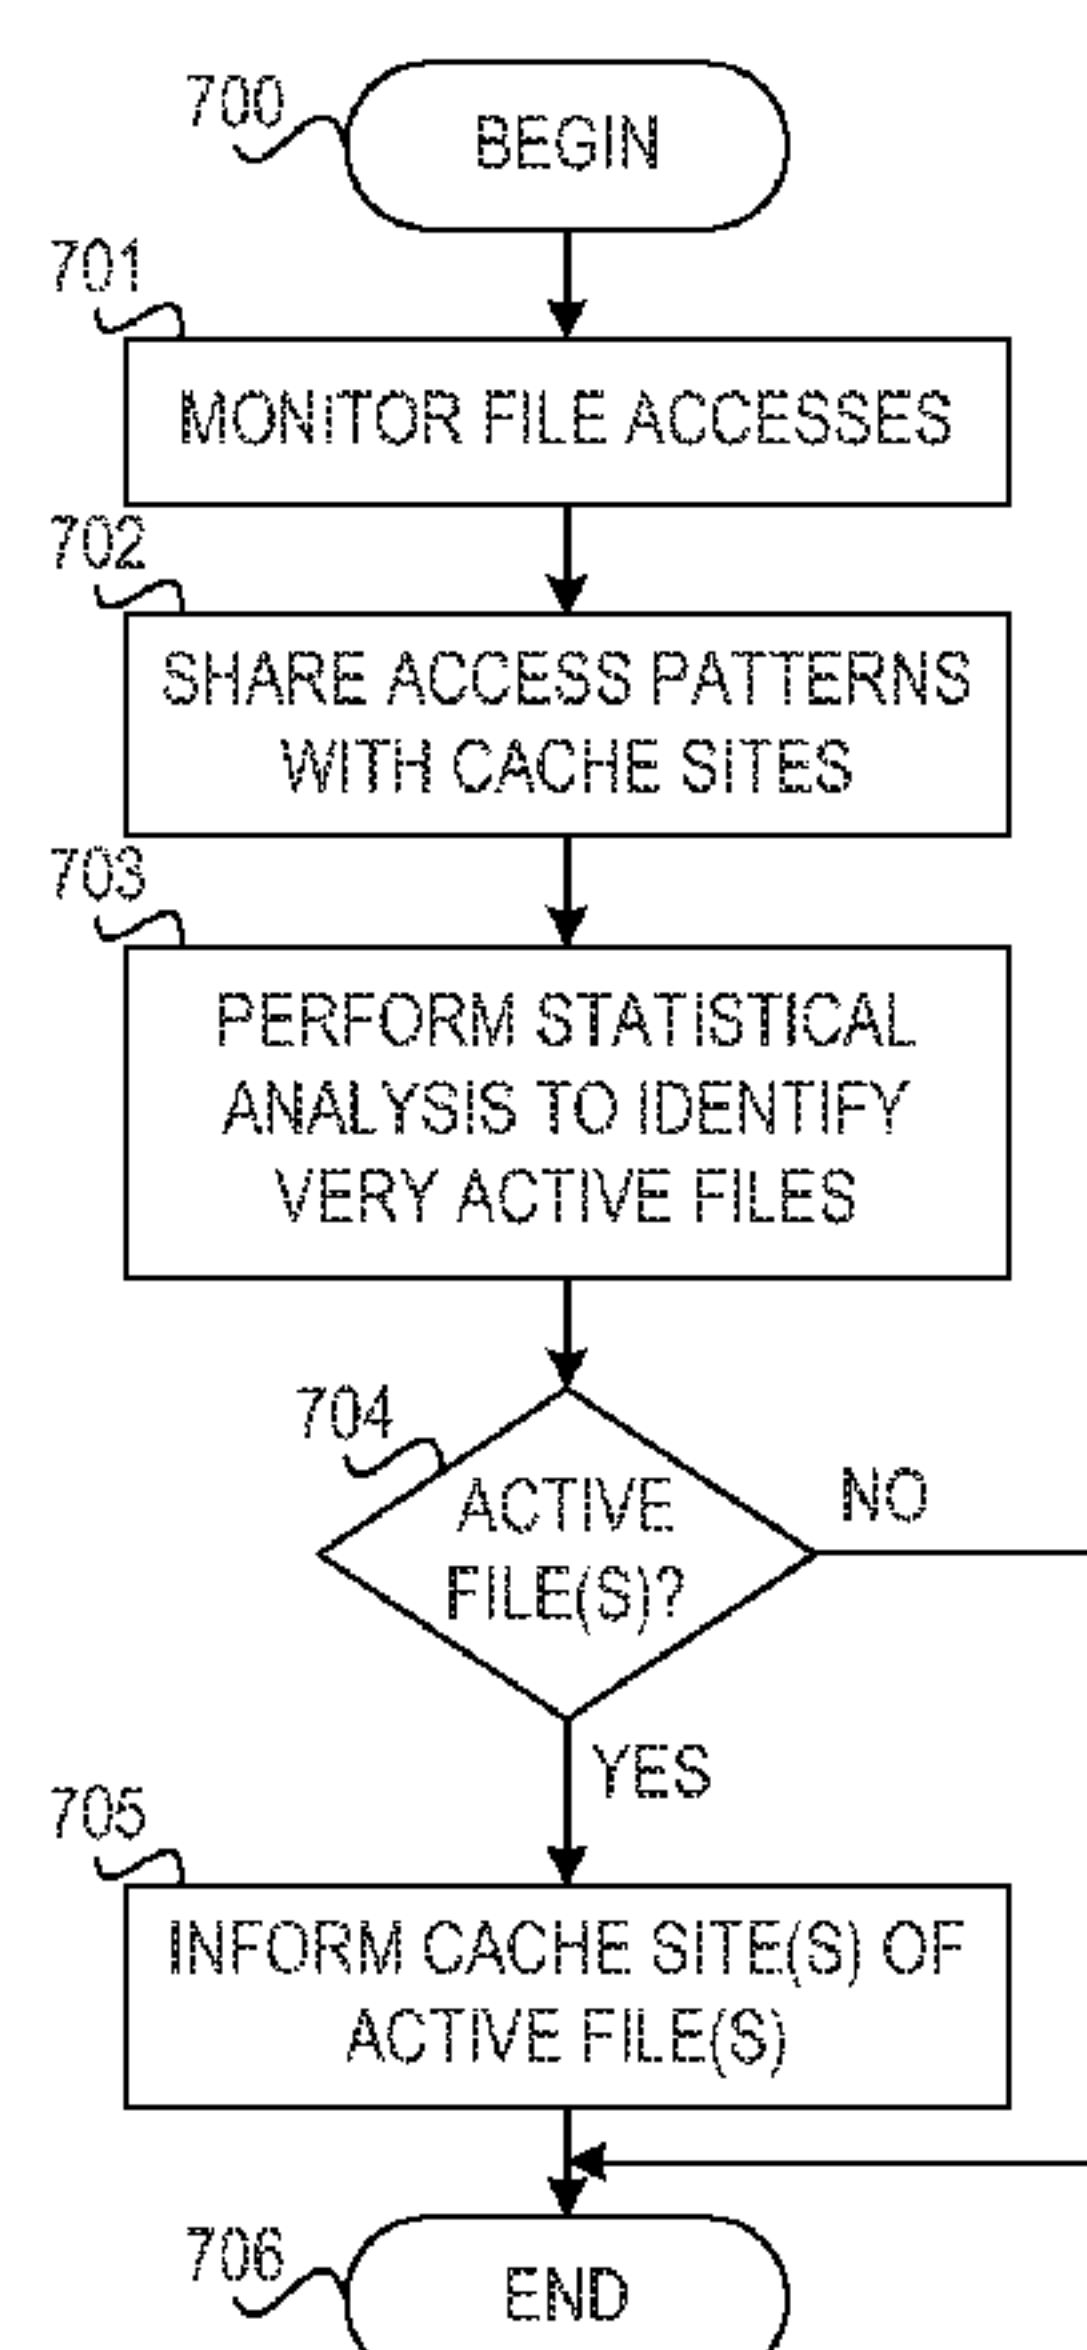 700
BEGIN
701
MONITOR FILE ACCESSES
702
SHARE ACCESS PATTERNS
WITH CACHE SITES
703
PERFORM STATISTICAL
ANALYSIS TO IDENTIFY
VERY ACTIVE FILES
704
ACTIVE
FILE(S)?
NO
YES
705
INFORM CACHE SITE(S) OF
ACTIVE FILE(S)
706
END